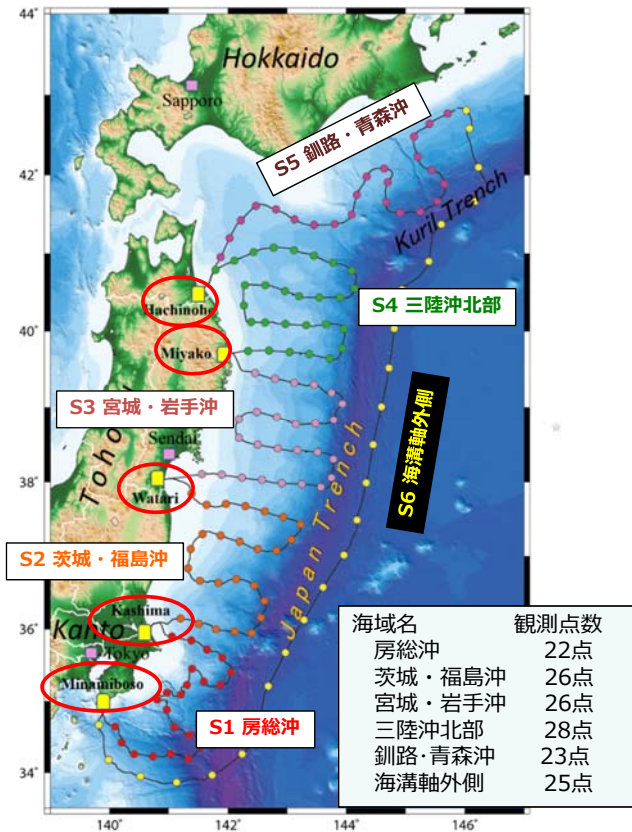 44°
Hokkaido
Sapporo
S5 釧路・青森沖
42°
Kuril Trench
Hachinohe
S4 三陸沖北部
40°
Miyako
S3 宮城・岩手沖
Sendai
Tohoku
S6 海溝軸外側
38°
Watari
Japan Trench
S2 茨城・福島沖
Kashima
36°
Kanto
Tokyo
Minamiboso
S1 房総沖
34°
海域名 観測点数
房総沖 22点
茨城・福島沖 26点
宮城・岩手沖 26点
三陸沖北部 28点
釧路・青森沖 23点
海溝軸外側 25点
140° 142° 144° 146°